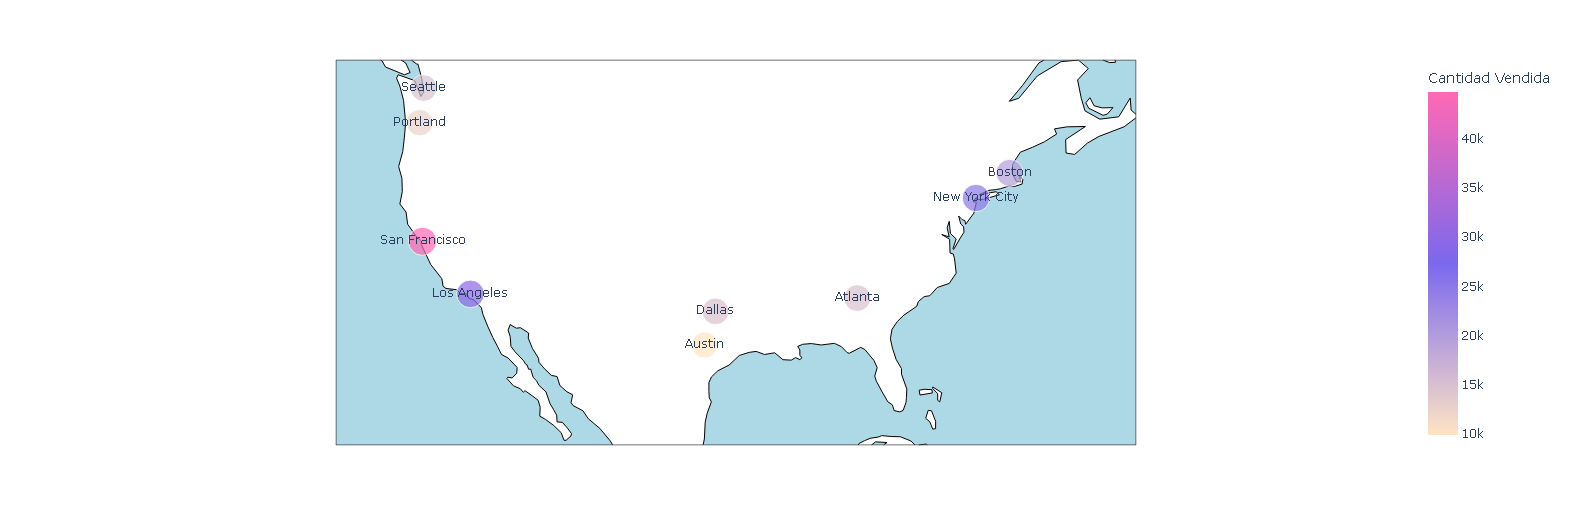 Seattle
Portland
Boston
New York City
San Francisco
Los Angeles
Dallas
Atlanta
Austin
Cantidad Vendida
40k
35k
30k
25k
20k
15k
10k